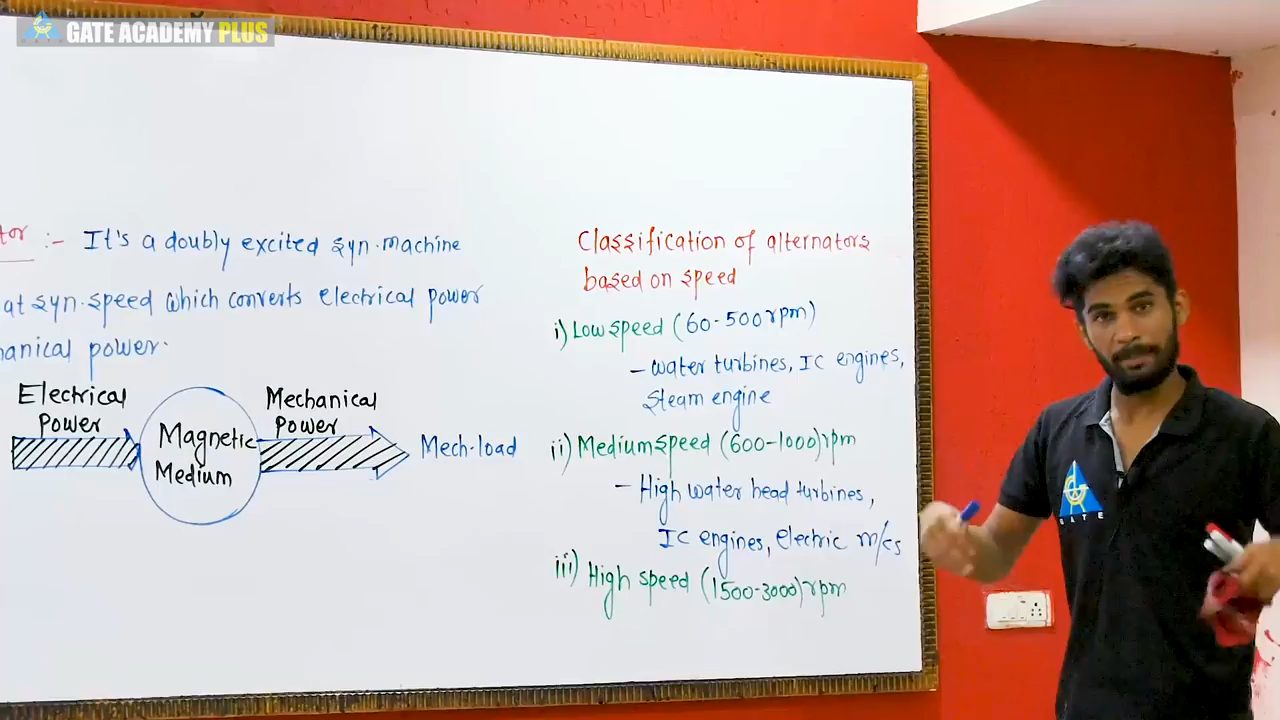 GATE ACADEMY PLUS
tor :- It's a doubly excited syn. machine
at syn. speed which converts electrical power
hanical power.
Electrical
Power
Magnetic
Medium
Mechanical
Power
Mech-load
Classification of alternators
based on speed
i) Low speed (60-500rpm)
- water turbines, IC engines,
Steam engine
ii) Medium speed (600-1000)rpm
- High water head turbines,
IC engines, electric m/cs
iii) High speed (1500-3000)rpm
GATE